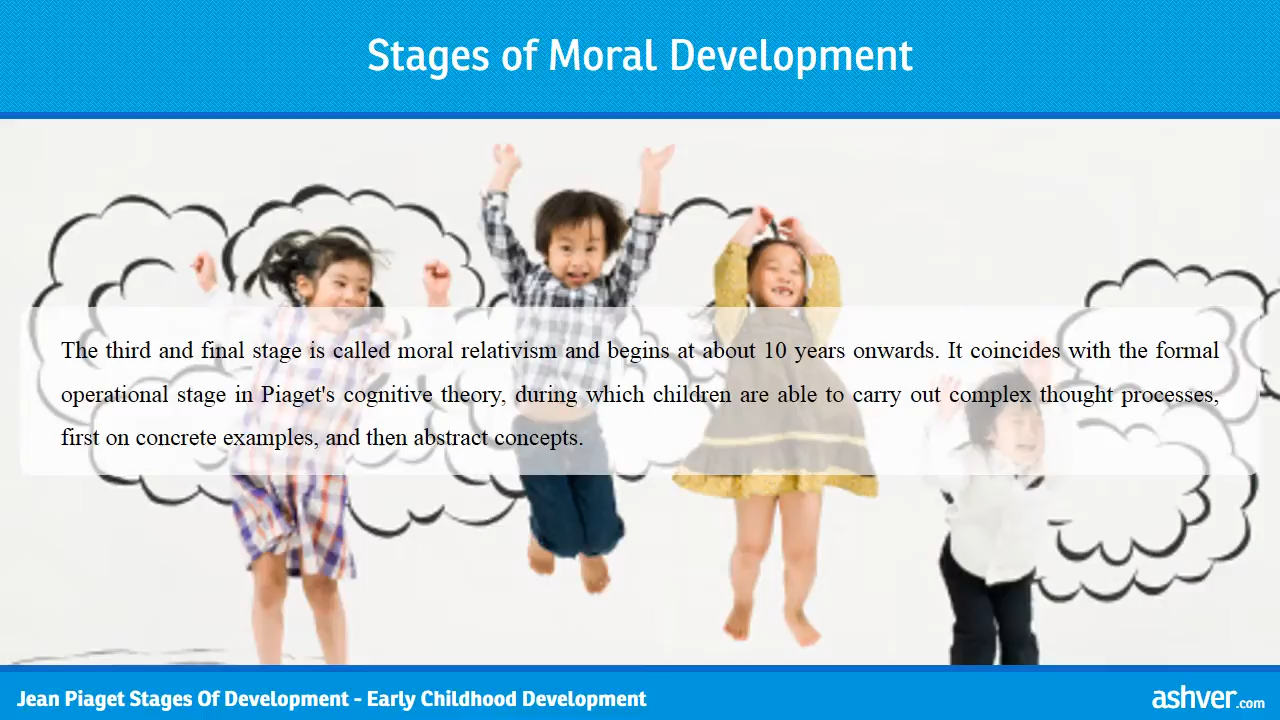 Stages of Moral Development
The third and final stage is called moral relativism and begins at about 10 years onwards. It coincides with the formal
operational stage in Piaget's cognitive theory, during which children are able to carry out complex thought processes,
first on concrete examples, and then abstract concepts.
Jean Piaget Stages Of Development - Early Childhood Development
ashver.com